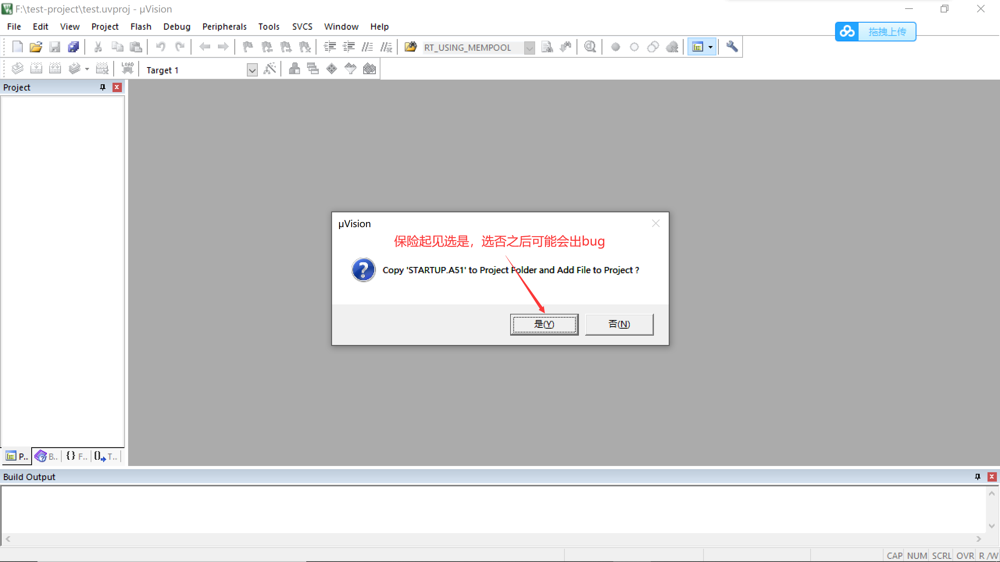 F:\test-project\test.uvproj - µVision
File Edit View Project Flash Debug Peripherals Tools SVCS Window Help
拖拽上传
RT_USING_MEMPOOL
LOAD
Target 1
Project
µVision
保险起见选是，选否之后可能会出bug
Copy 'STARTUP.A51' to Project Folder and Add File to Project ?
是(Y) 否(N)
P.. B.. {} F.. T..
Build Output
CAP NUM SCRL OVR R /W